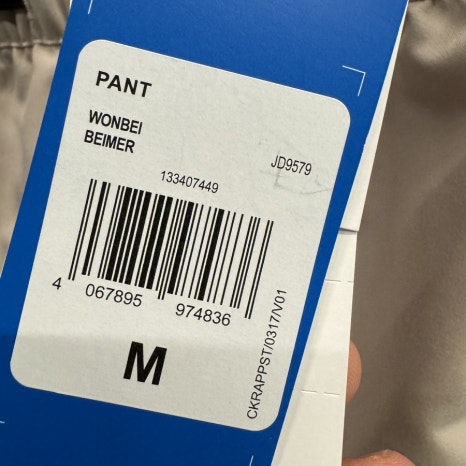 PANT
WONBEI
BEIMER
JD9579
133407449
4 067895 974836
M
CKRAPPST/0317/V01